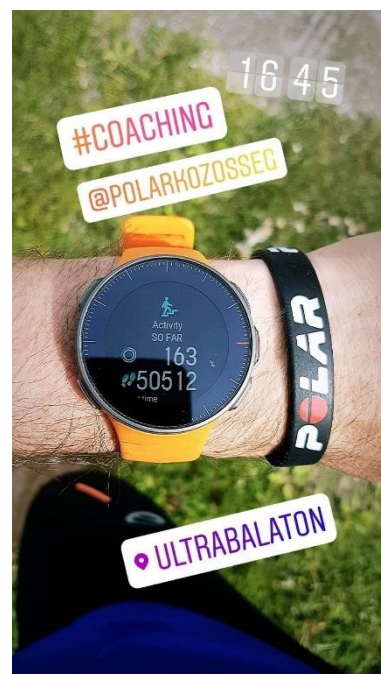 16 45
#COACHING
@POLARKOZOSSEG
Activity
SO FAR
163 %
50512
POLAR
ULTRABALATON